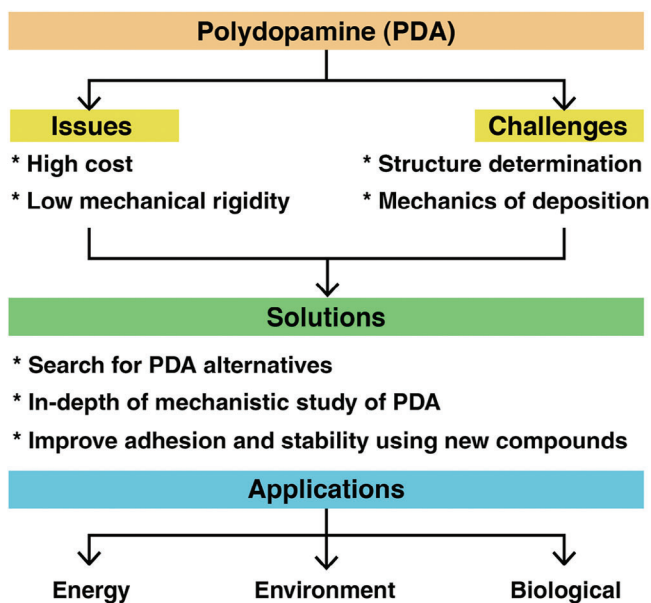 Polydopamine (PDA)
Issues
* High cost
* Low mechanical rigidity
Challenges
* Structure determination
* Mechanics of deposition
Solutions
* Search for PDA alternatives
* In-depth of mechanistic study of PDA
* Improve adhesion and stability using new compounds
Applications
Energy
Environment
Biological